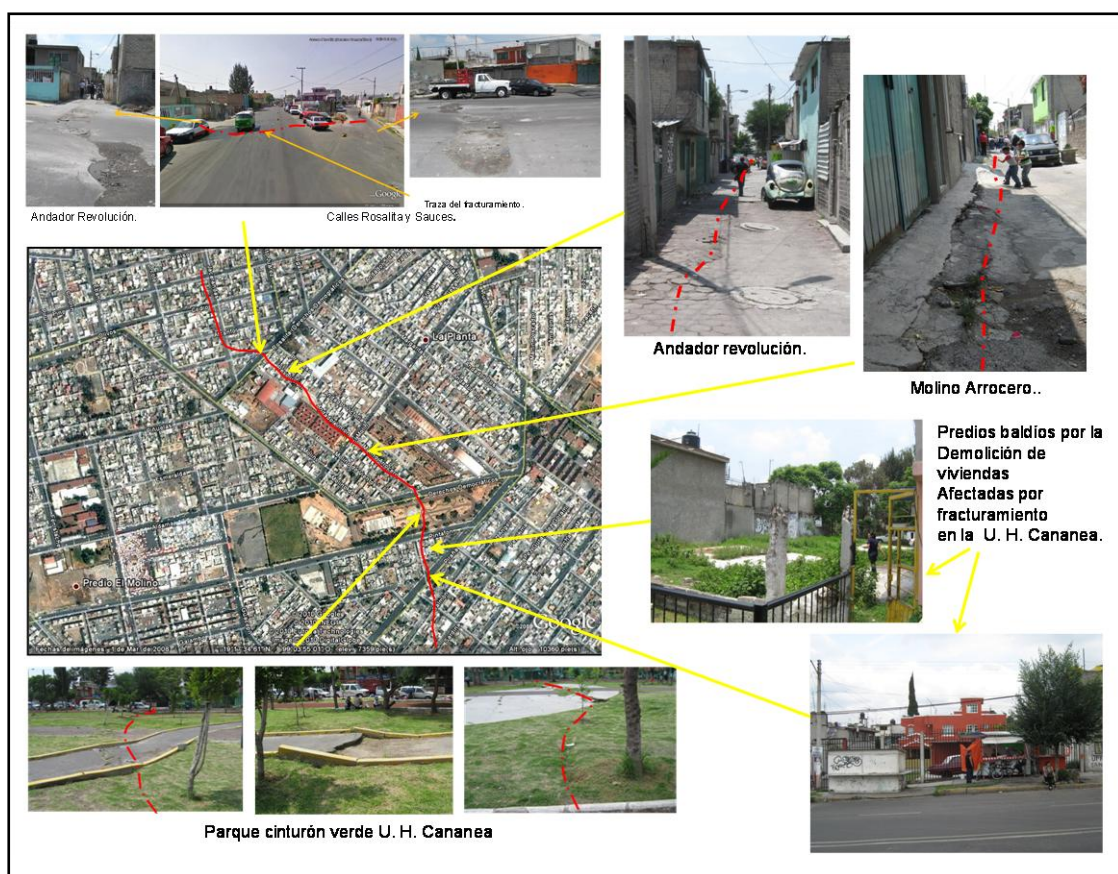 Google
Andador Revolución.
Calles Rosalita y Sauces.
Traza del fracturamiento.
Andador revolución.
Molino Arrocero..
La Planta
Predio El Molino
Google
Predios baldíos por la
Demolición de
viviendas
Afectadas por
fracturamiento
en la U. H. Cananea.
Parque cinturón verde U. H. Cananea